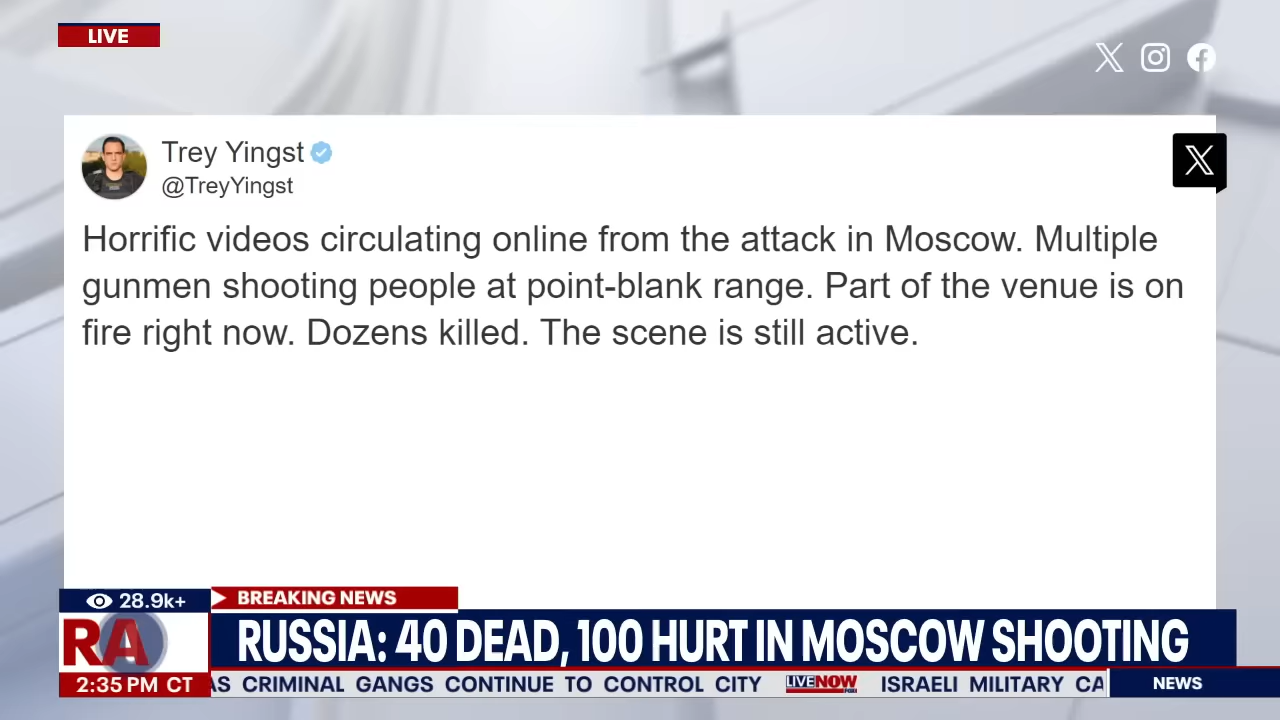 LIVE
Trey Yingst
@TreyYingst
Horrific videos circulating online from the attack in Moscow. Multiple
gunmen shooting people at point-blank range. Part of the venue is on
fire right now. Dozens killed. The scene is still active.
28.9k+
BREAKING NEWS
RA
RUSSIA: 40 DEAD, 100 HURT IN MOSCOW SHOOTING
2:35 PM CT
AS CRIMINAL GANGS CONTINUE TO CONTROL CITY LIVENOW FOX ISRAELI MILITARY CA
NEWS